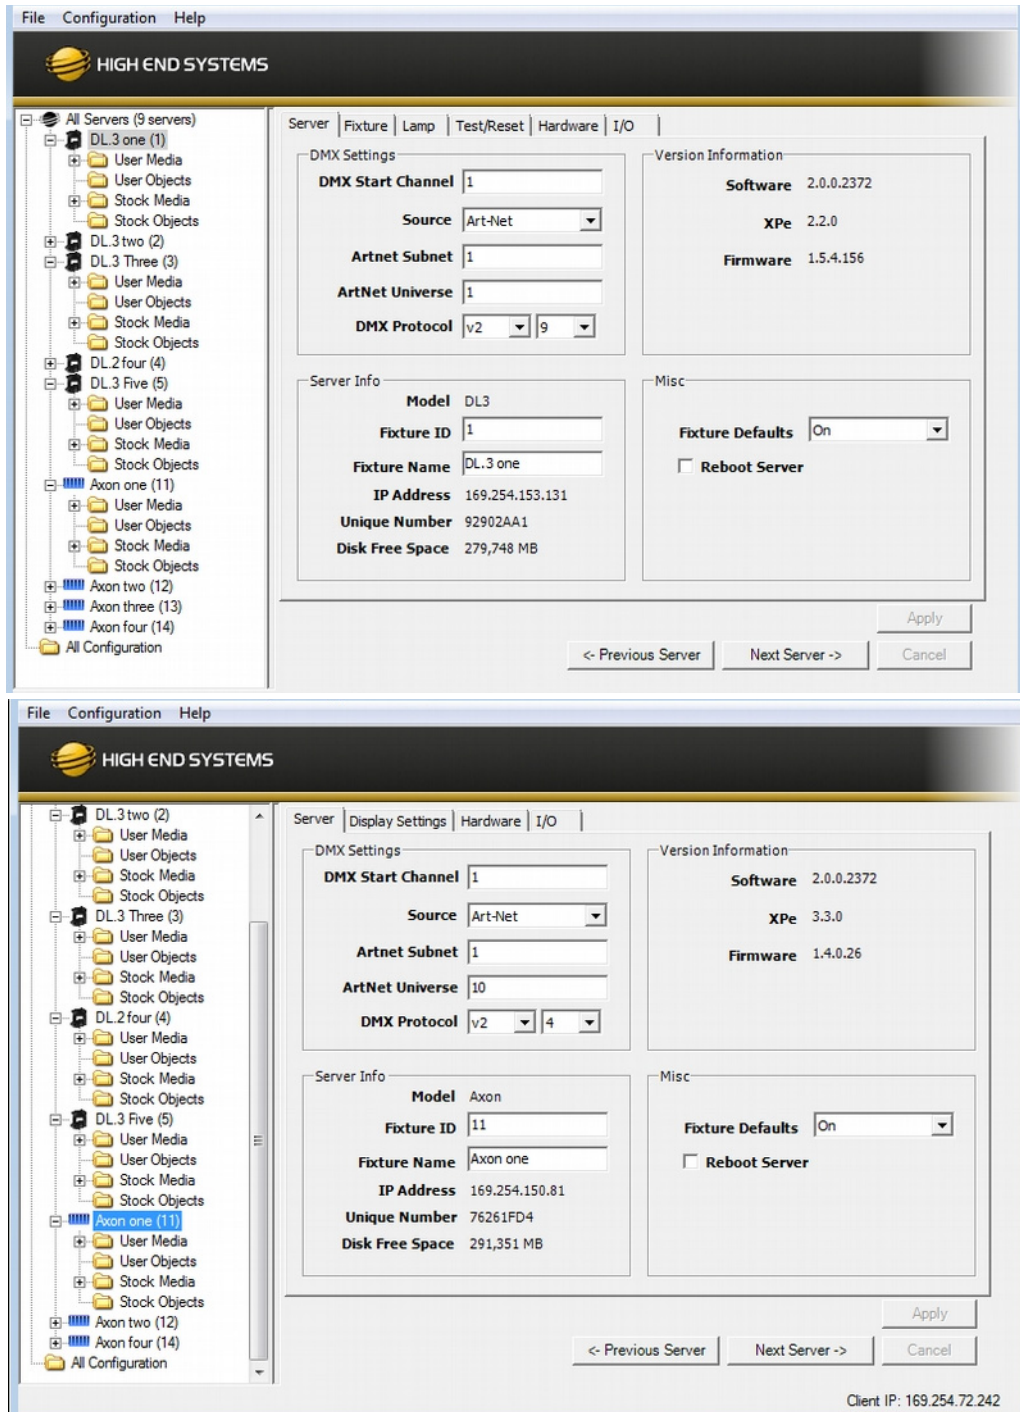 File Configuration Help
HIGH END SYSTEMS
All Servers (9 servers)
DL.3 one (1)
User Media
User Objects
Stock Media
Stock Objects
DL.3 two (2)
DL.3 Three (3)
User Media
User Objects
Stock Media
Stock Objects
DL.2 four (4)
DL.3 Five (5)
User Media
User Objects
Stock Media
Stock Objects
Axon one (11)
User Media
User Objects
Stock Media
Stock Objects
Axon two (12)
Axon three (13)
Axon four (14)
All Configuration
Server Fixture Lamp Test/Reset Hardware I/O
DMX Settings
DMX Start Channel 1
Source Art-Net
Artnet Subnet 1
ArtNet Universe 1
DMX Protocol v2 9
Version Information
Software 2.0.0.2372
XPe 2.2.0
Firmware 1.5.4.156
Server Info
Model DL3
Fixture ID 1
Fixture Name DL.3 one
IP Address 169.254.153.131
Unique Number 92902AA1
Disk Free Space 279,748 MB
Misc
Fixture Defaults On
Reboot Server
Apply
<- Previous Server Next Server -> Cancel
File Configuration Help
HIGH END SYSTEMS
DL.3 two (2)
User Media
User Objects
Stock Media
Stock Objects
DL.3 Three (3)
User Media
User Objects
Stock Media
Stock Objects
DL.2 four (4)
User Media
User Objects
Stock Media
Stock Objects
DL.3 Five (5)
User Media
User Objects
Stock Media
Stock Objects
Axon one (11)
User Media
User Objects
Stock Media
Stock Objects
Axon two (12)
Axon four (14)
All Configuration
Server Display Settings Hardware I/O
DMX Settings
DMX Start Channel 1
Source Art-Net
Artnet Subnet 1
ArtNet Universe 10
DMX Protocol v2 4
Version Information
Software 2.0.0.2372
XPe 3.3.0
Firmware 1.4.0.26
Server Info
Model Axon
Fixture ID 11
Fixture Name Axon one
IP Address 169.254.150.81
Unique Number 76261FD4
Disk Free Space 291,351 MB
Misc
Fixture Defaults On
Reboot Server
Apply
<- Previous Server Next Server -> Cancel
Client IP: 169.254.72.242